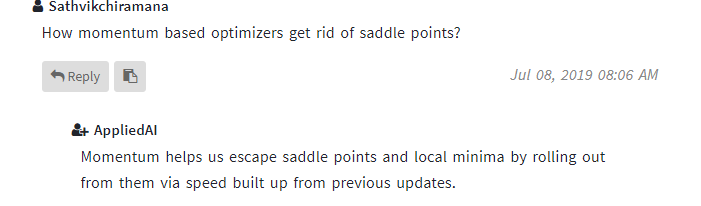 Sathvikchiramana
How momentum based optimizers get rid of saddle points?
Reply
Jul 08, 2019 08:06 AM
AppliedAI
Momentum helps us escape saddle points and local minima by rolling out
from them via speed built up from previous updates.